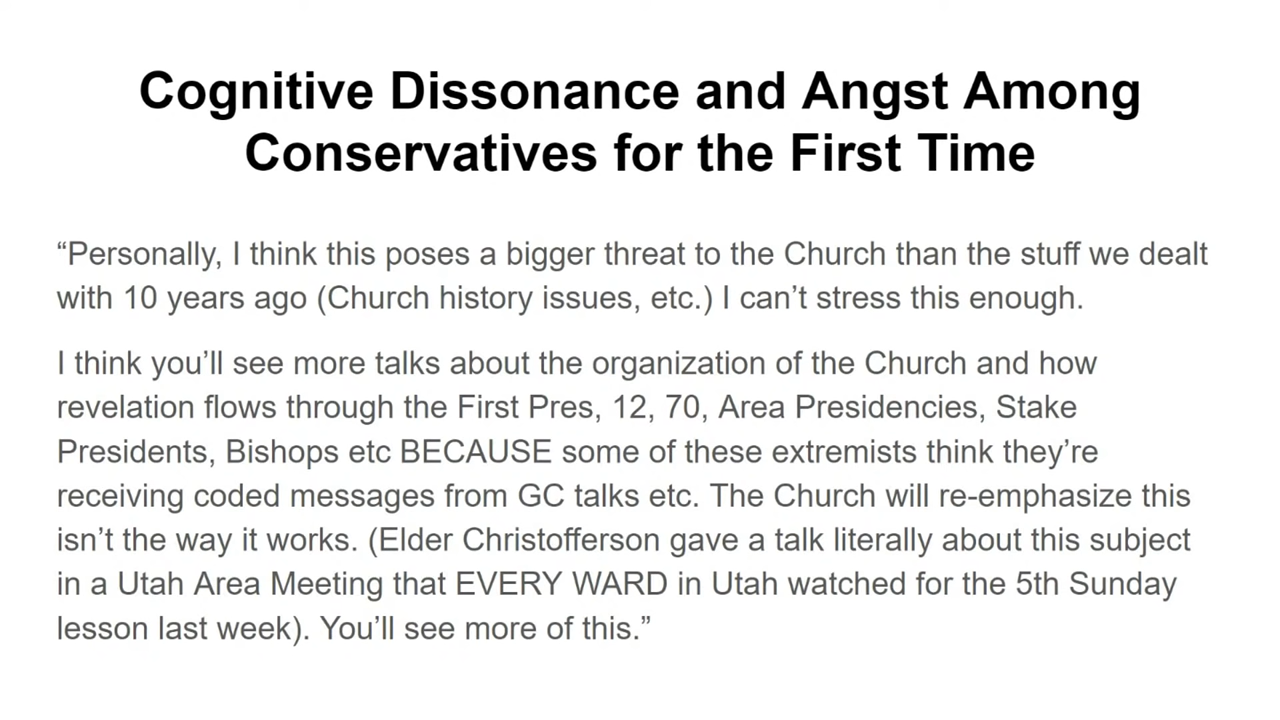 Cognitive Dissonance and Angst Among
Conservatives for the First Time
“Personally, I think this poses a bigger threat to the Church than the stuff we dealt
with 10 years ago (Church history issues, etc.) I can’t stress this enough.
I think you’ll see more talks about the organization of the Church and how
revelation flows through the First Pres, 12, 70, Area Presidencies, Stake
Presidents, Bishops etc BECAUSE some of these extremists think they’re
receiving coded messages from GC talks etc. The Church will re-emphasize this
isn’t the way it works. (Elder Christofferson gave a talk literally about this subject
in a Utah Area Meeting that EVERY WARD in Utah watched for the 5th Sunday
lesson last week). You’ll see more of this.”